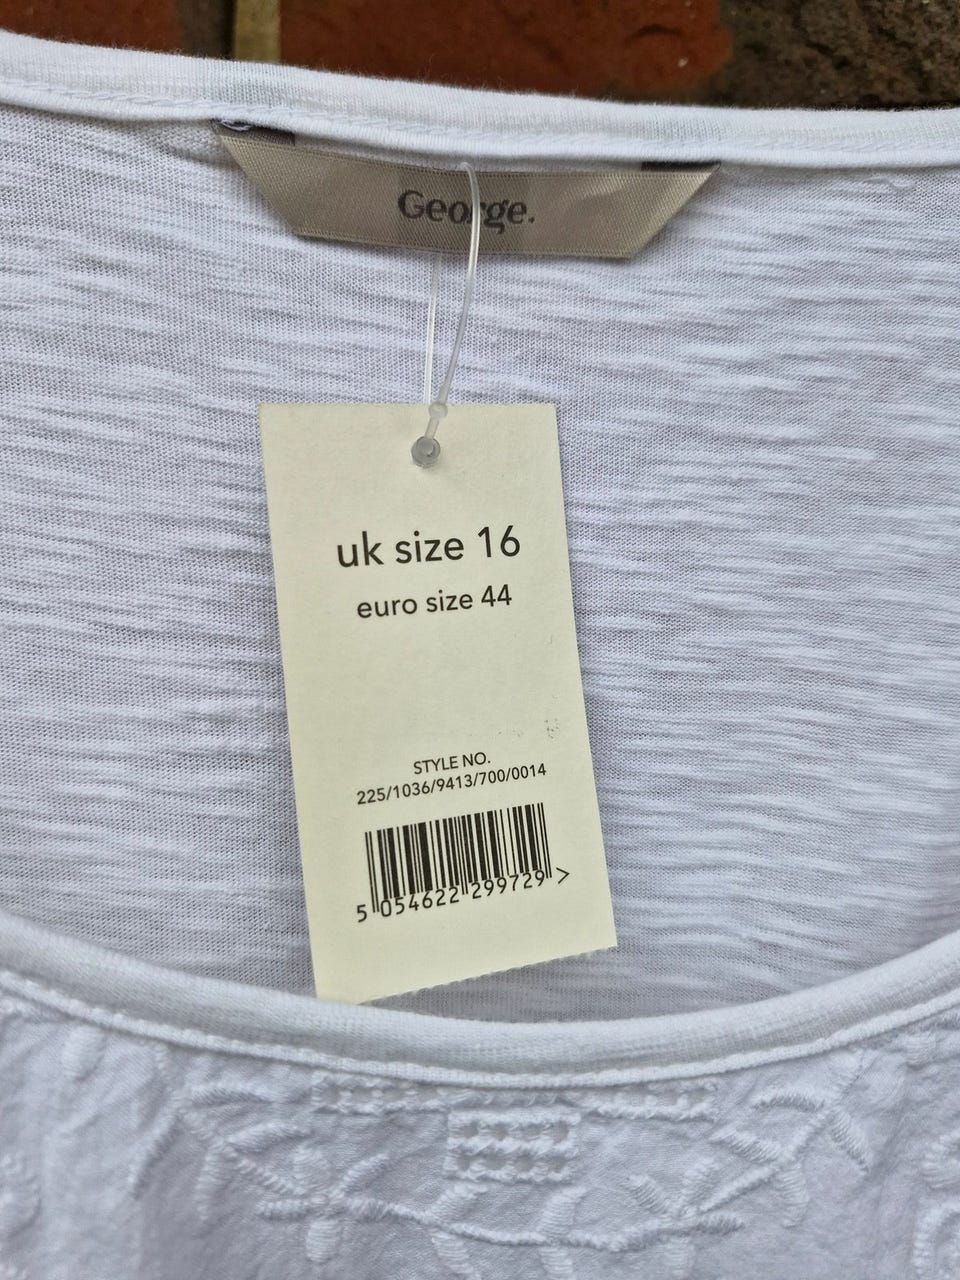 George.
uk size 16
euro size 44
STYLE NO.
225/1036/9413/700/0014
5 054622 299729 >